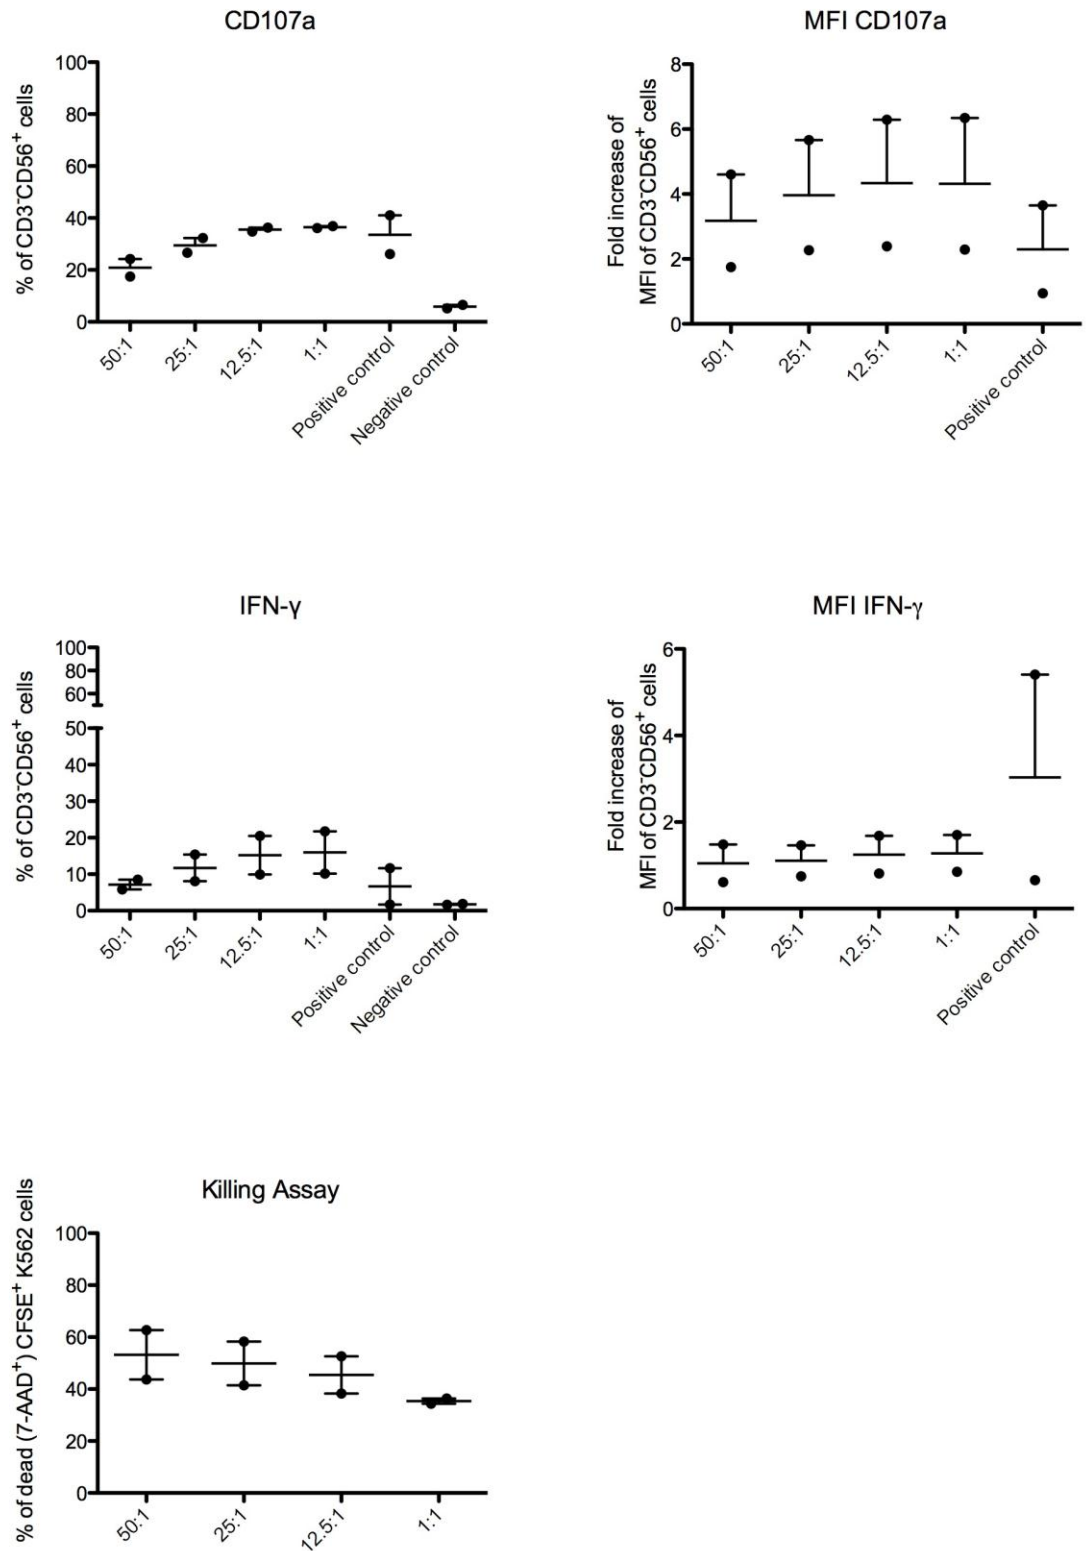 CD107a
% of CD3⁻CD56⁺ cells
100
80
60
40
20
0
50:1
25:1
12.5:1
1:1
Positive control
Negative control
MFI CD107a
Fold increase of
MFI of CD3⁻CD56⁺ cells
8
6
4
2
0
50:1
25:1
12.5:1
1:1
Positive control
IFN-γ
% of CD3⁻CD56⁺ cells
100
80
60
50
40
30
20
10
0
50:1
25:1
12.5:1
1:1
Positive control
Negative control
MFI IFN-γ
Fold increase of
MFI of CD3⁻CD56⁺ cells
6
4
2
0
50:1
25:1
12.5:1
1:1
Positive control
Killing Assay
% of dead (7-AAD⁺) CFSE⁺ K562 cells
100
80
60
40
20
0
50:1
25:1
12.5:1
1:1